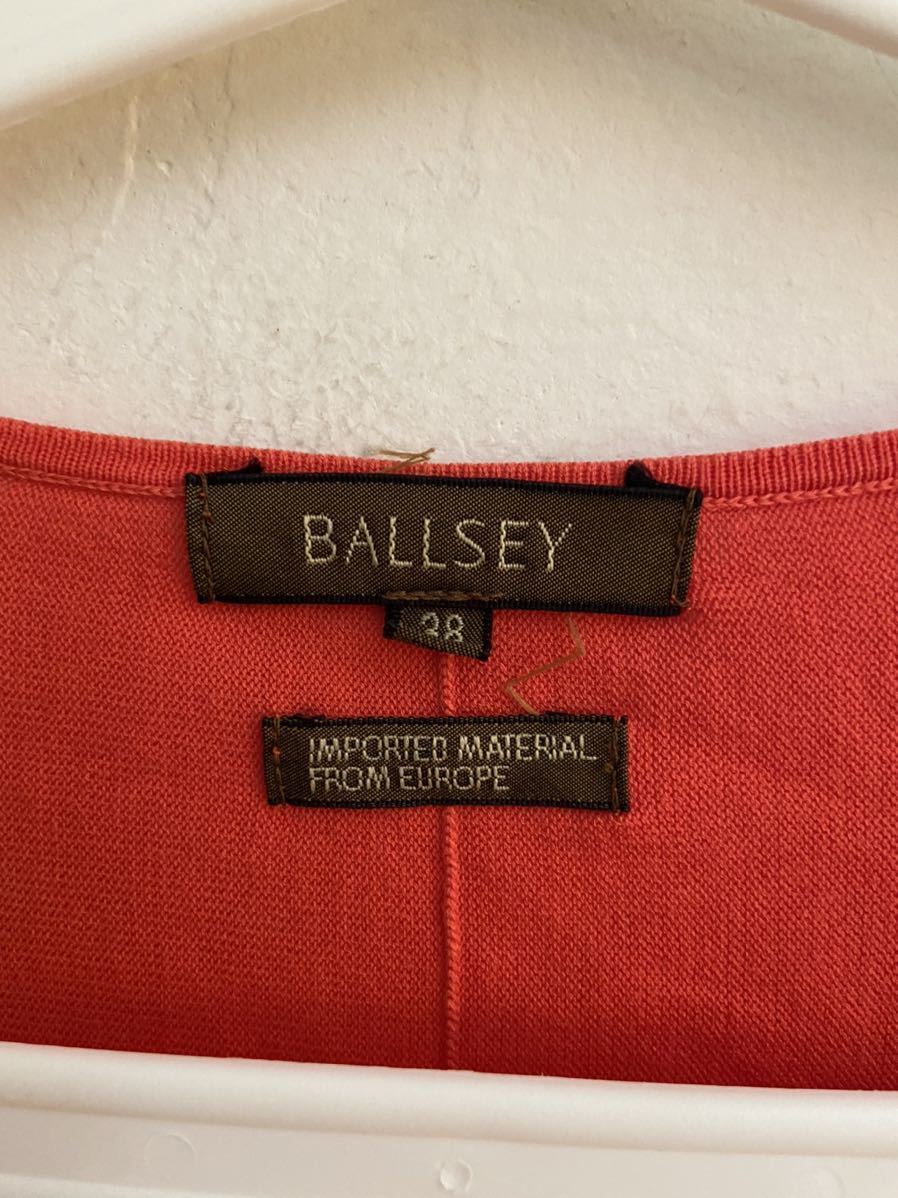 BALLSEY
38
IMPORTED MATERIAL
FROM EUROPE